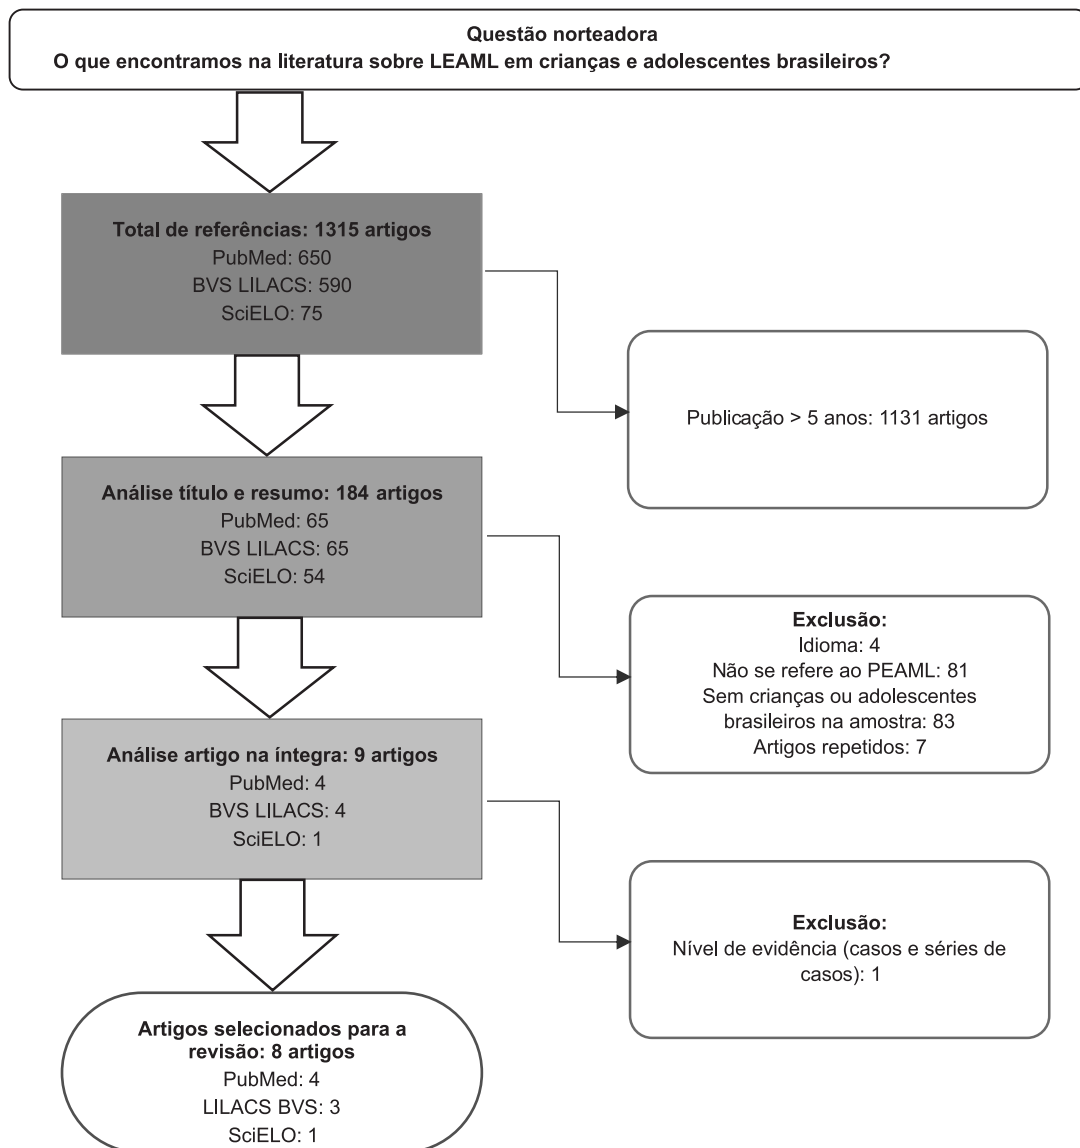 Questão norteadora
O que encontramos na literatura sobre LEAML em crianças e adolescentes brasileiros?
Total de referências: 1315 artigos
PubMed: 650
BVS LILACS: 590
SciELO: 75
Publicação > 5 anos: 1131 artigos
Análise título e resumo: 184 artigos
PubMed: 65
BVS LILACS: 65
SciELO: 54
Exclusão:
Idioma: 4
Não se refere ao PEAML: 81
Sem crianças ou adolescentes
brasileiros na amostra: 83
Artigos repetidos: 7
Análise artigo na íntegra: 9 artigos
PubMed: 4
BVS LILACS: 4
SciELO: 1
Exclusão:
Nível de evidência (casos e séries de
casos): 1
Artigos selecionados para a
revisão: 8 artigos
PubMed: 4
LILACS BVS: 3
SciELO: 1